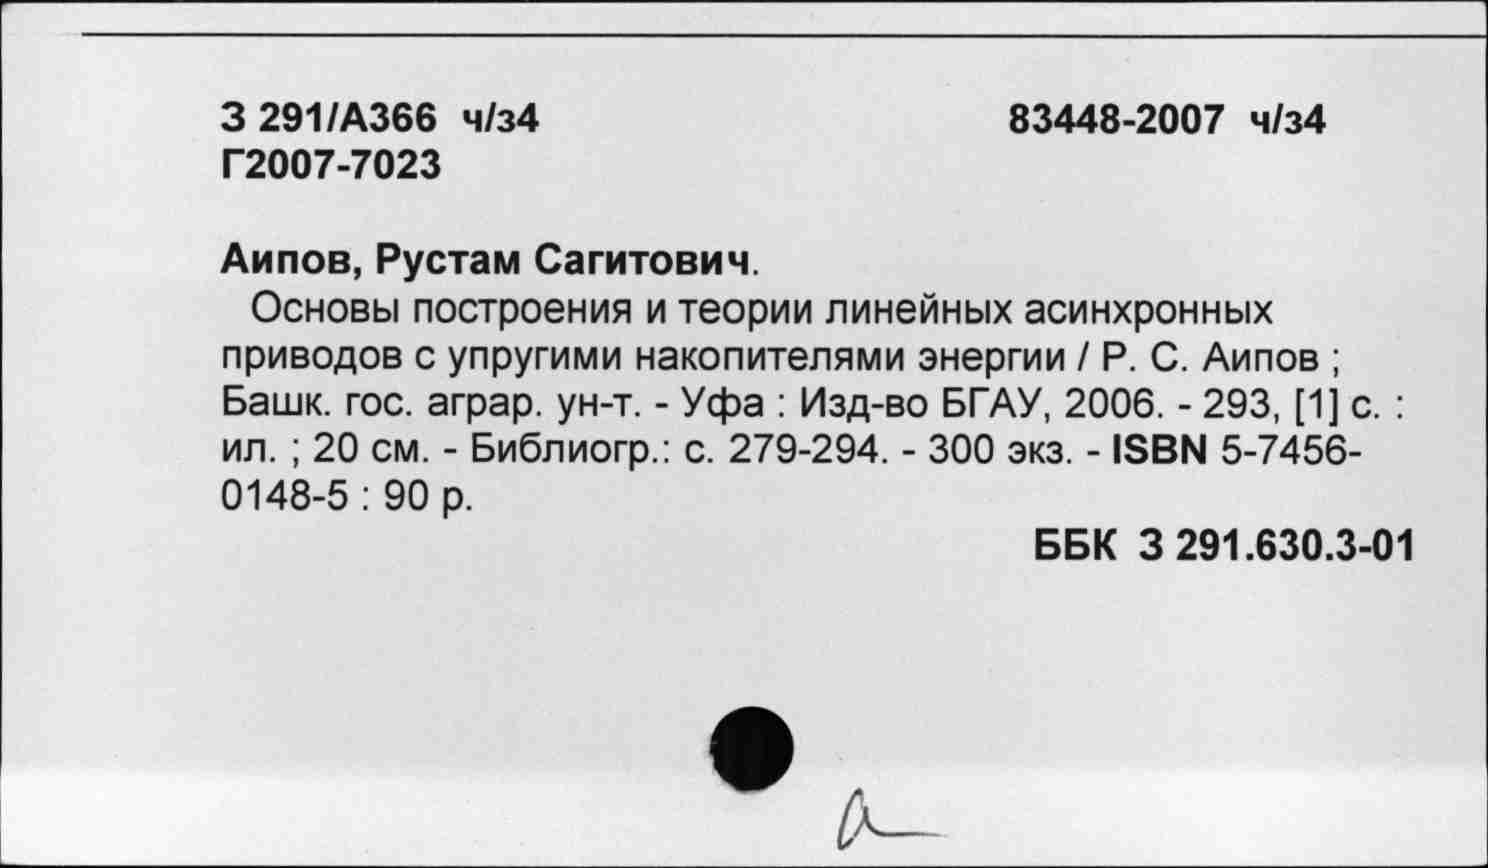 З 291/А366 ч/з4 83448-2007 ч/з4
Г2007-7023
Аипов, Рустам Сагитович.
Основы построения и теории линейных асинхронных
приводов с упругими накопителями энергии / Р. С. Аипов ;
Башк. гос. аграр. ун-т. - Уфа : Изд-во БГАУ, 2006. - 293, [1] с. :
ил. ; 20 см. - Библиогр.: с. 279-294. - 300 экз. - ISBN 5-7456-
0148-5 : 90 р.
ББК З 291.630.3-01